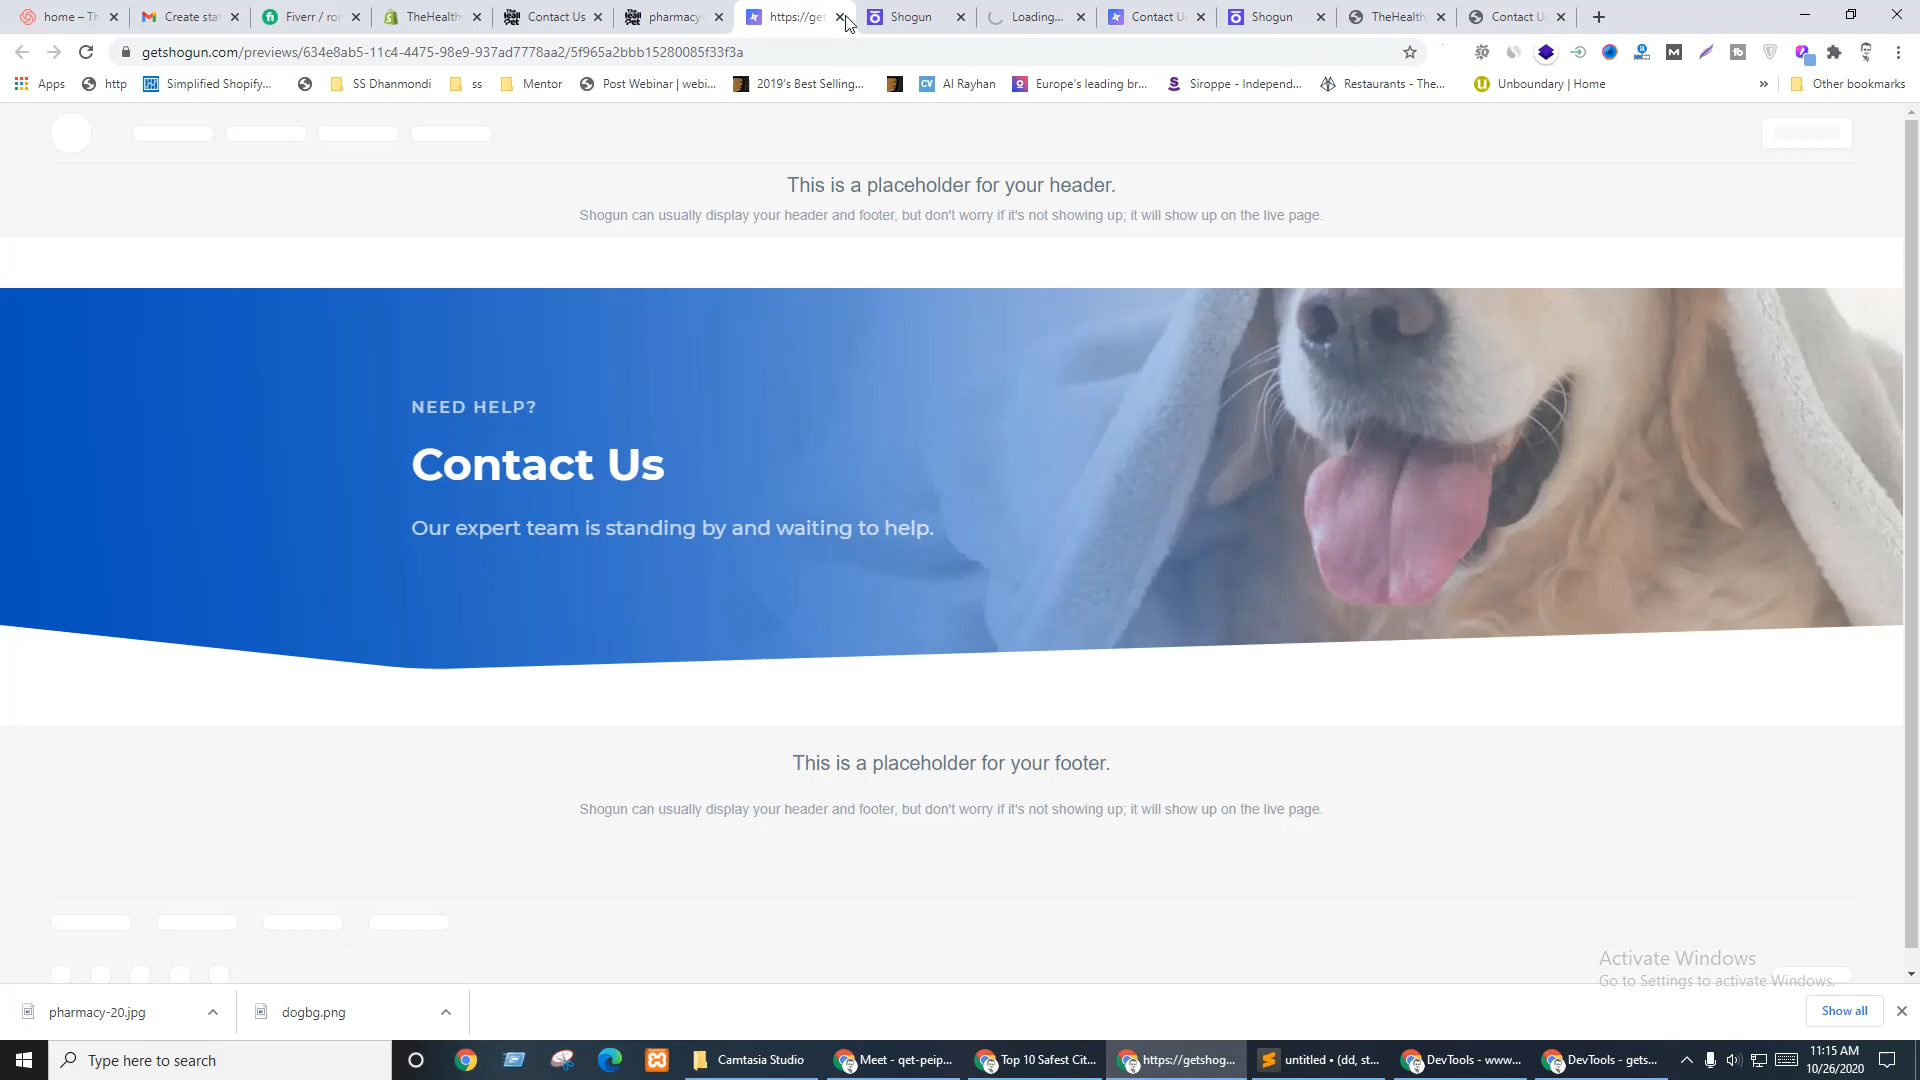 home – Th
Create staf
Fiverr / ror
TheHealth
Contact Us
pharmacy-
https://get
Shogun
Loading...
Contact U
Shogun
TheHealth
Contact U
getshogun.com/previews/634e8ab5-11c4-4475-98e9-937ad7778aa2/5f965a2bbb15280085f33f3a
Apps
http
Simplified Shopify...
SS Dhanmondi
ss
Mentor
Post Webinar | webi...
2019's Best Selling...
CV
Al Rayhan
Europe's leading br...
Siroppe - Independ...
Restaurants - The...
Unboundary | Home
»
Other bookmarks
This is a placeholder for your header.
Shogun can usually display your header and footer, but don't worry if it's not showing up; it will show up on the live page.
NEED HELP?
Contact Us
Our expert team is standing by and waiting to help.
This is a placeholder for your footer.
Shogun can usually display your header and footer, but don't worry if it's not showing up; it will show up on the live page.
Activate Windows
Go to Settings to activate Windows.
pharmacy-20.jpg
dogbg.png
Show all
Type here to search
Camtasia Studio
Meet - qet-peip...
Top 10 Safest Cit...
https://getshog...
untitled • (dd, st...
DevTools - www...
DevTools - gets...
11:15 AM
10/26/2020